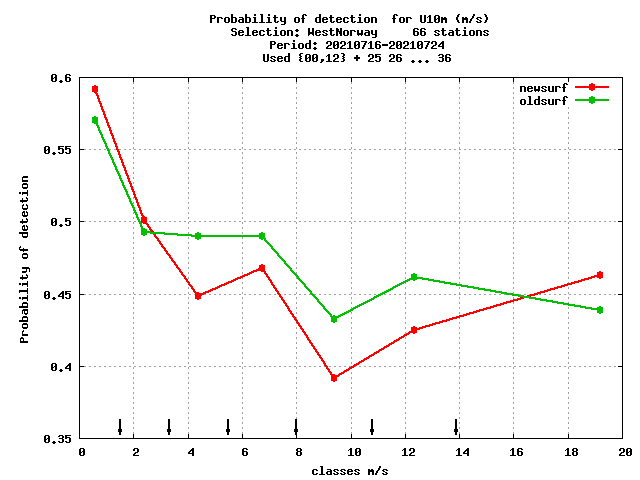 Probability of detection  for U10m (m/s)
Selection: WestNorway     66 stations
Period: 20210716-20210724
Used {00,12} + 25 26 ... 36
newsurf
oldsurf
0.6
0.55
0.5
0.45
0.4
0.35
Probability of detection
0 2 4 6 8 10 12 14 16 18 20
classes m/s